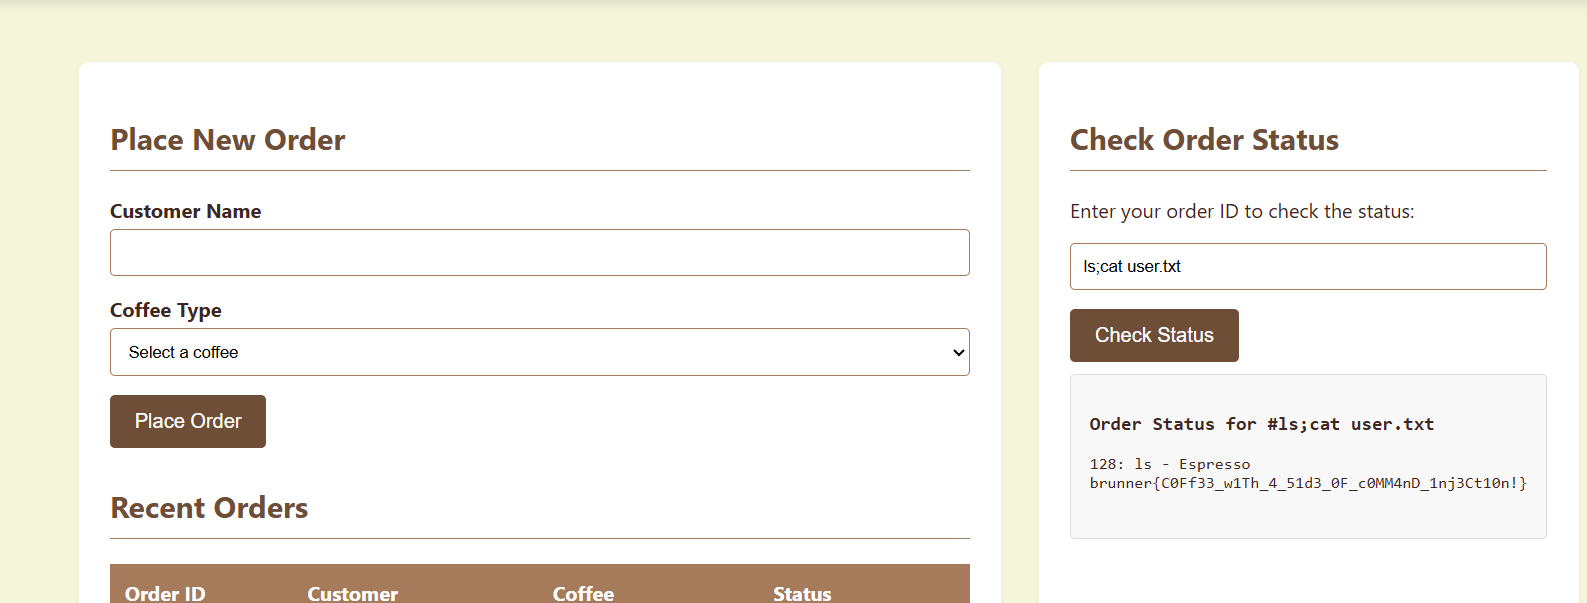 Place New Order
Customer Name
Coffee Type
Select a coffee
Place Order
Recent Orders
Order ID Customer Coffee Status
Check Order Status
Enter your order ID to check the status:
ls;cat user.txt
Check Status
Order Status for #ls;cat user.txt
128: ls - Espresso
brunner{C0Ff33_w1Th_4_51d3_0F_c0MM4nD_1nj3Ct10n!}